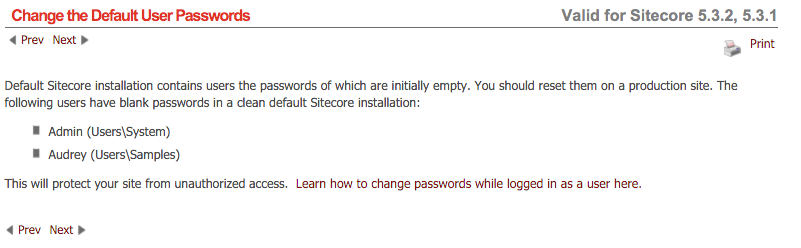 Change the Default User Passwords Valid for Sitecore 5.3.2, 5.3.1
Prev Next Print
Default Sitecore installation contains users the passwords of which are initially empty. You should reset them on a production site. The
following users have blank passwords in a clean default Sitecore installation:
Admin (Users\System)
Audrey (Users\Samples)
This will protect your site from unauthorized access. Learn how to change passwords while logged in as a user here.
Prev Next